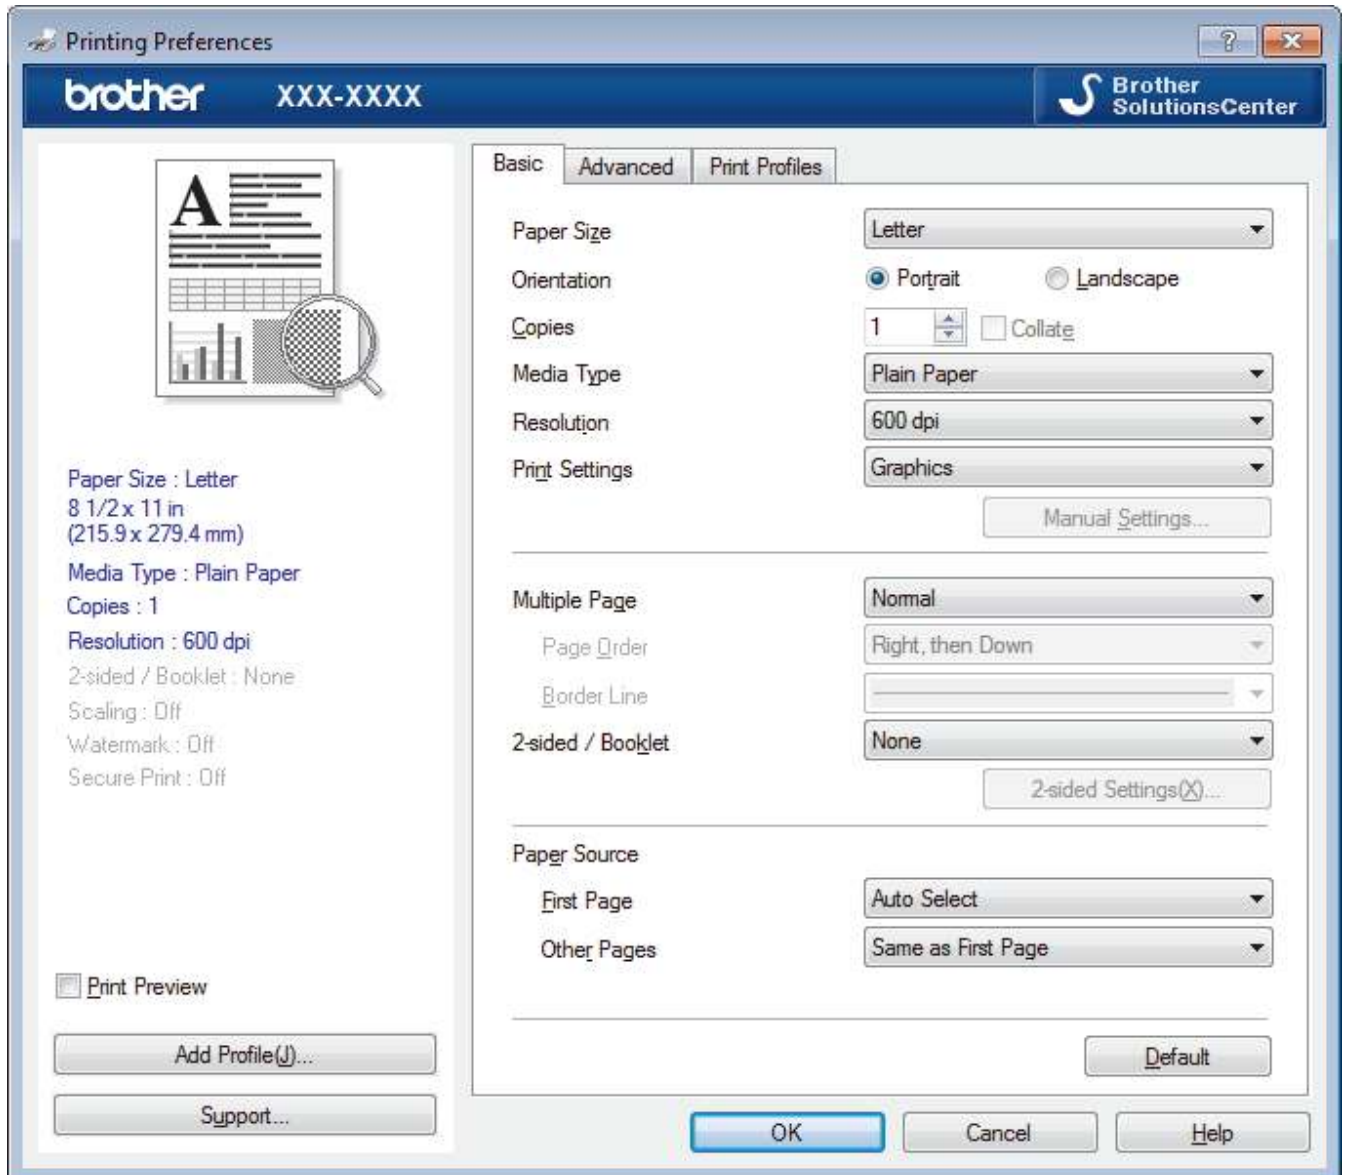 Printing Preferences
?
brother XXX-XXXX
Brother
SolutionsCenter
A
Paper Size : Letter
8 1/2 x 11 in
(215.9 x 279.4 mm)
Media Type : Plain Paper
Copies : 1
Resolution : 600 dpi
2-sided / Booklet : None
Scaling : Off
Watermark : Off
Secure Print : Off
Print Preview
Add Profile(J)...
Support...
Basic Advanced Print Profiles
Paper Size Letter
Orientation Portrait Landscape
Copies 1 Collate
Media Type Plain Paper
Resolution 600 dpi
Print Settings Graphics
Manual Settings...
Multiple Page Normal
Page Order Right, then Down
Border Line
2-sided / Booklet None
2-sided Settings(X)...
Paper Source
First Page Auto Select
Other Pages Same as First Page
Default
OK Cancel Help